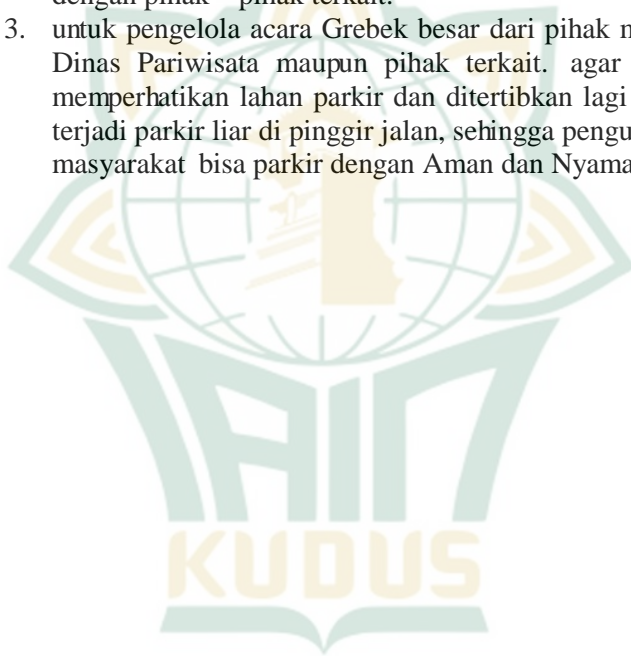 dengan pihak – pihak terkait.
3. untuk pengelola acara Grebek besar dari pihak
Dinas Pariwisata maupun pihak terkait. agar
memperhatikan lahan parkir dan ditertibkan lagi
terjadi parkir liar di pinggir jalan, sehingga
masyarakat bisa parkir dengan Aman dan
IAIN
KUDUS